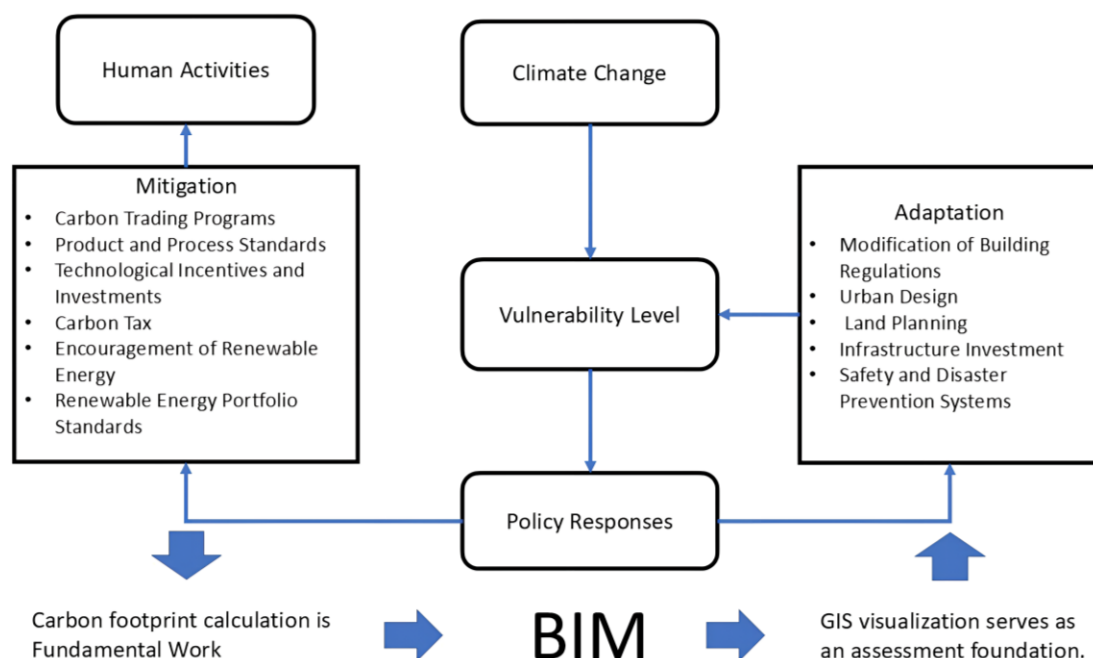 Human Activities
Climate Change
Mitigation
• Carbon Trading Programs
• Product and Process Standards
• Technological Incentives and
Investments
• Carbon Tax
• Encouragement of Renewable
Energy
• Renewable Energy Portfolio
Standards
Vulnerability Level
Adaptation
• Modification of Building
Regulations
• Urban Design
• Land Planning
• Infrastructure Investment
• Safety and Disaster
Prevention Systems
Policy Responses
Carbon footprint calculation is
Fundamental Work
BIM
GIS visualization serves as
an assessment foundation.